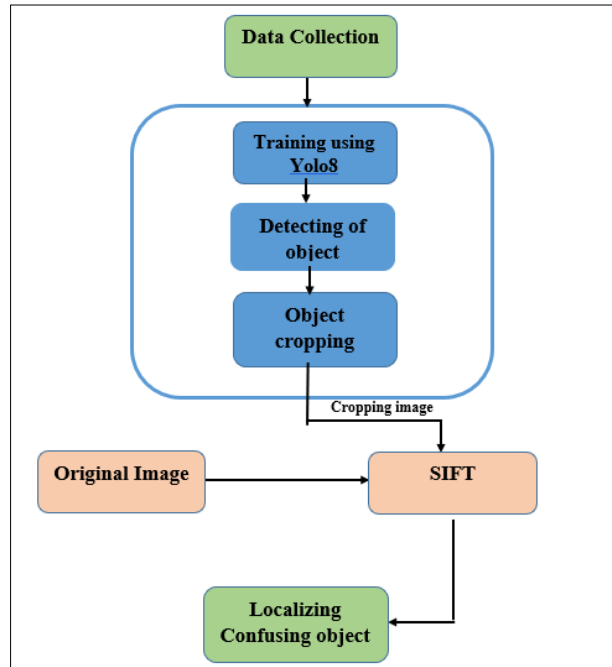 Data Collection
Training using
Yolo8
Detecting of
object
Object
cropping
Cropping image
Original Image
SIFT
Localizing
Confusing object